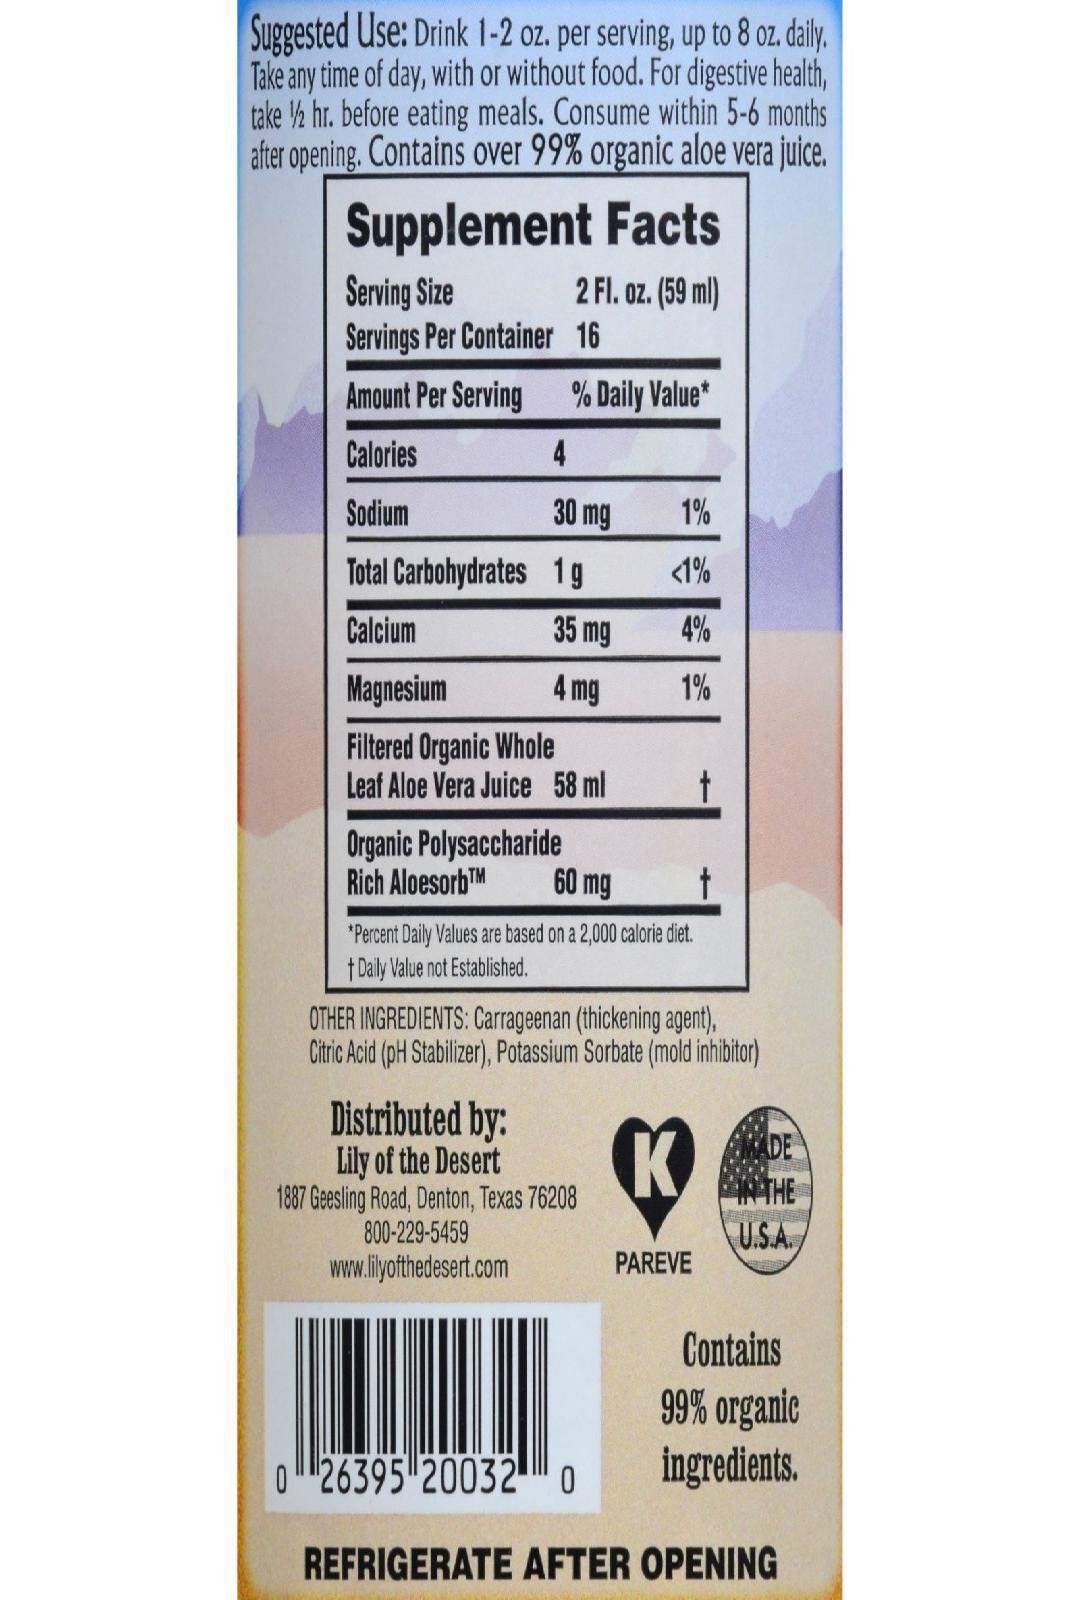 Suggested Use: Drink 1-2 oz. per serving, up to 8 oz. daily.
Take any time of day, with or without food. For digestive health,
take ½ hr. before eating meals. Consume within 5-6 months
after opening. Contains over 99% organic aloe vera juice.
Supplement Facts
Serving Size 2 Fl. oz. (59 ml)
Servings Per Container 16
Amount Per Serving % Daily Value*
Calories 4
Sodium 30 mg 1%
Total Carbohydrates 1 g <1%
Calcium 35 mg 4%
Magnesium 4 mg 1%
Filtered Organic Whole
Leaf Aloe Vera Juice 58 ml †
Organic Polysaccharide
Rich Aloesorb™ 60 mg †
*Percent Daily Values are based on a 2,000 calorie diet.
† Daily Value not Established.
OTHER INGREDIENTS: Carrageenan (thickening agent),
Citric Acid (pH Stabilizer), Potassium Sorbate (mold inhibitor)
Distributed by:
Lily of the Desert
1887 Geesling Road, Denton, Texas 76208
800-229-5459
www.lilyofthedesert.com
K
PAREVE
MADE
IN THE
U.S.A.
0 26395 20032 0
Contains
99% organic
ingredients.
REFRIGERATE AFTER OPENING